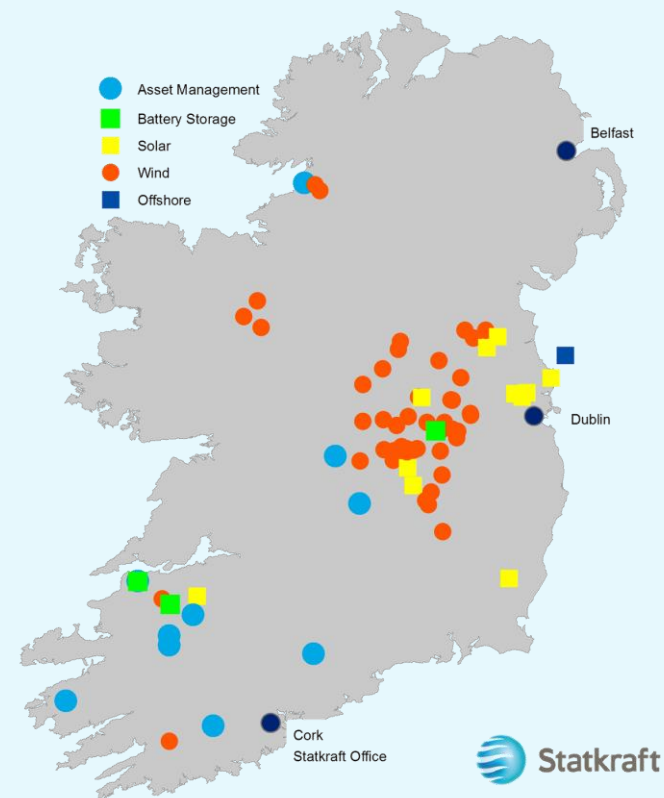 Asset Management
Battery Storage
Solar
Wind
Offshore
Belfast
Dublin
Cork
Statkraft Office
Statkraft